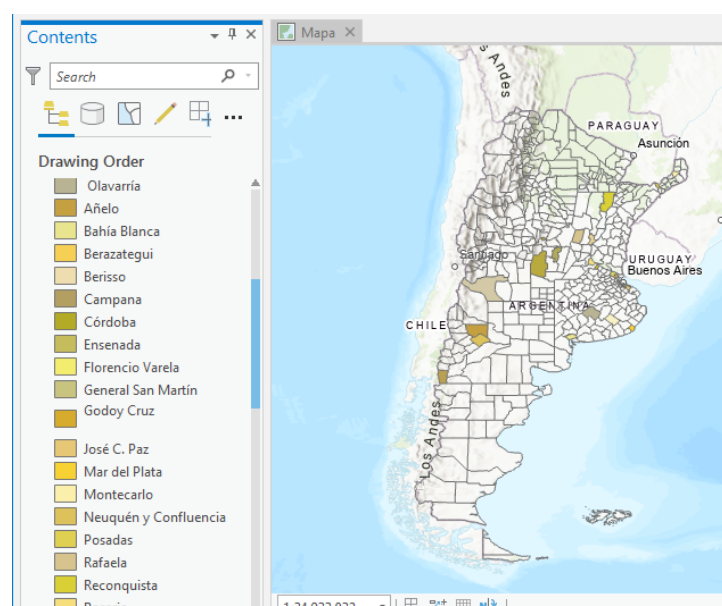 Contents
Mapa
Search
Drawing Order
Olavarría
Añelo
Bahía Blanca
Berazategui
Berisso
Campana
Córdoba
Ensenada
Florencio Varela
General San Martín
Godoy Cruz
José C. Paz
Mar del Plata
Montecarlo
Neuquén y Confluencia
Posadas
Rafaela
Reconquista
Los Andes
PARAGUAY
Asunción
Santiago
URUGUAY
Buenos Aires
ARGENTINA
CHILE
Los Andes